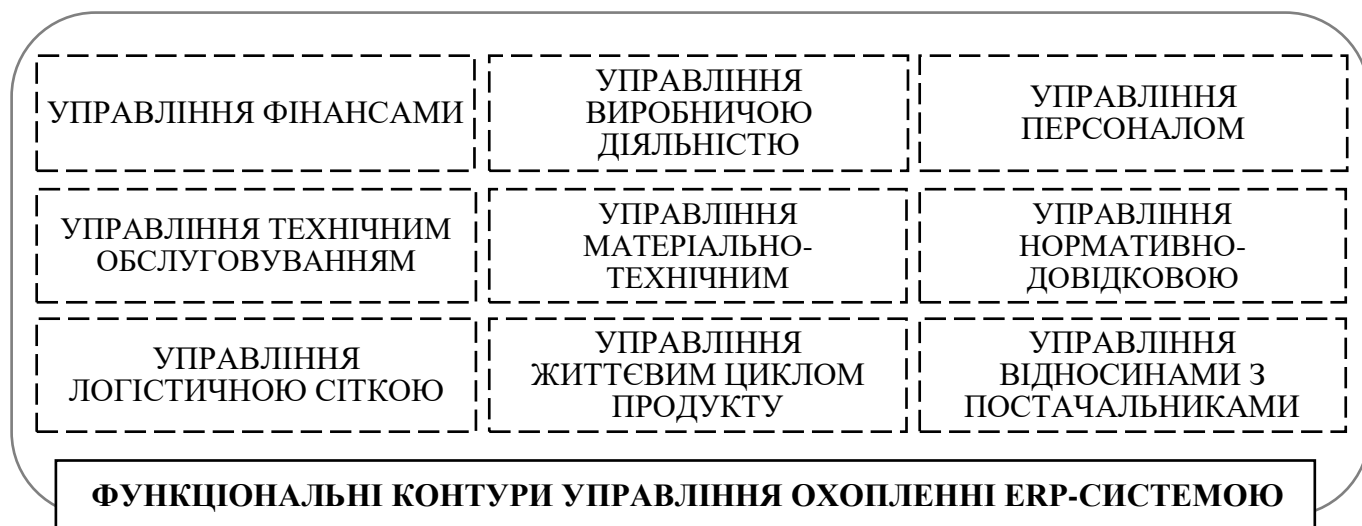 УПРАВЛІННЯ ФІНАНСАМИ
УПРАВЛІННЯ
ВИРОБНИЧОЮ
ДІЯЛЬНІСТЮ
УПРАВЛІННЯ
ПЕРСОНАЛОМ
УПРАВЛІННЯ ТЕХНІЧНИМ
ОБСЛУГОВУВАННЯМ
УПРАВЛІННЯ
МАТЕРІАЛЬНО-
ТЕХНІЧНИМ
УПРАВЛІННЯ
НОРМАТИВНО-
ДОВІДКОВОЮ
УПРАВЛІННЯ
ЛОГІСТИЧНОЮ СІТКОЮ
УПРАВЛІННЯ
ЖИТТЄВИМ ЦИКЛОМ
ПРОДУКТУ
УПРАВЛІННЯ
ВІДНОСИНАМИ З
ПОСТАЧАЛЬНИКАМИ
ФУНКЦІОНАЛЬНІ КОНТУРИ УПРАВЛІННЯ ОХОПЛЕННІ ERP-СИСТЕМОЮ